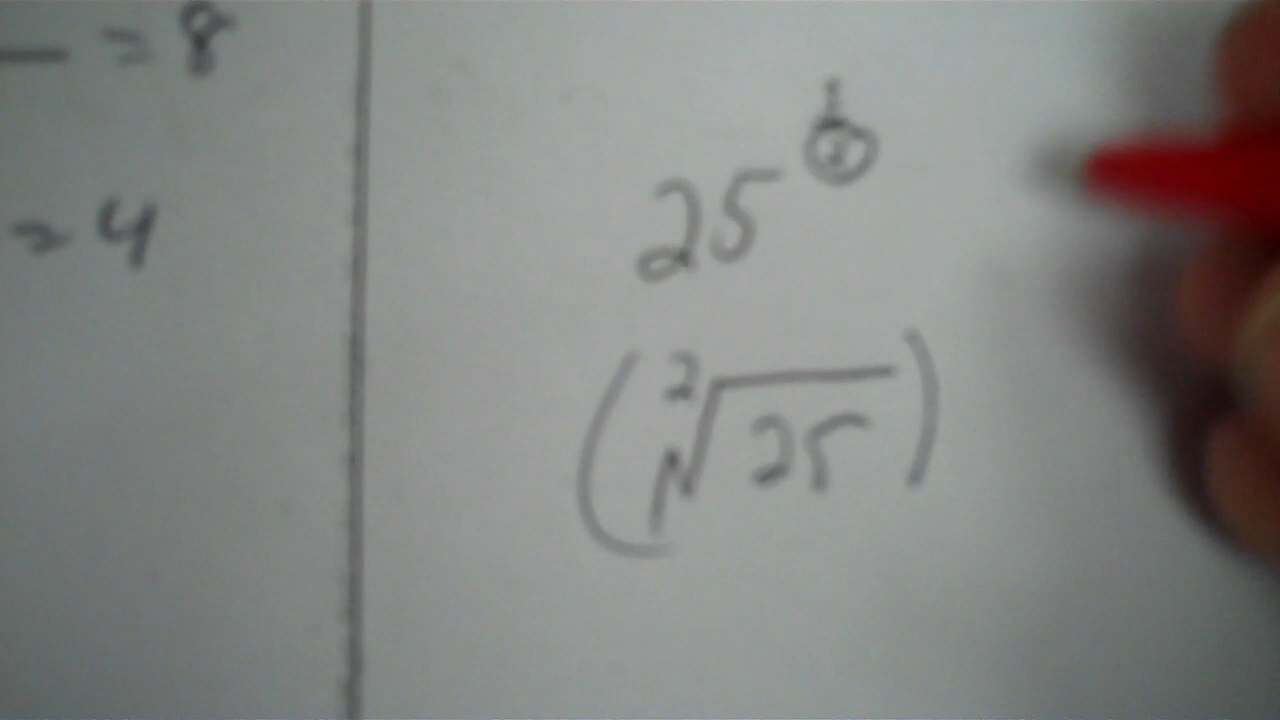 — = 8
= 4
25^(1/2)
(²√25)